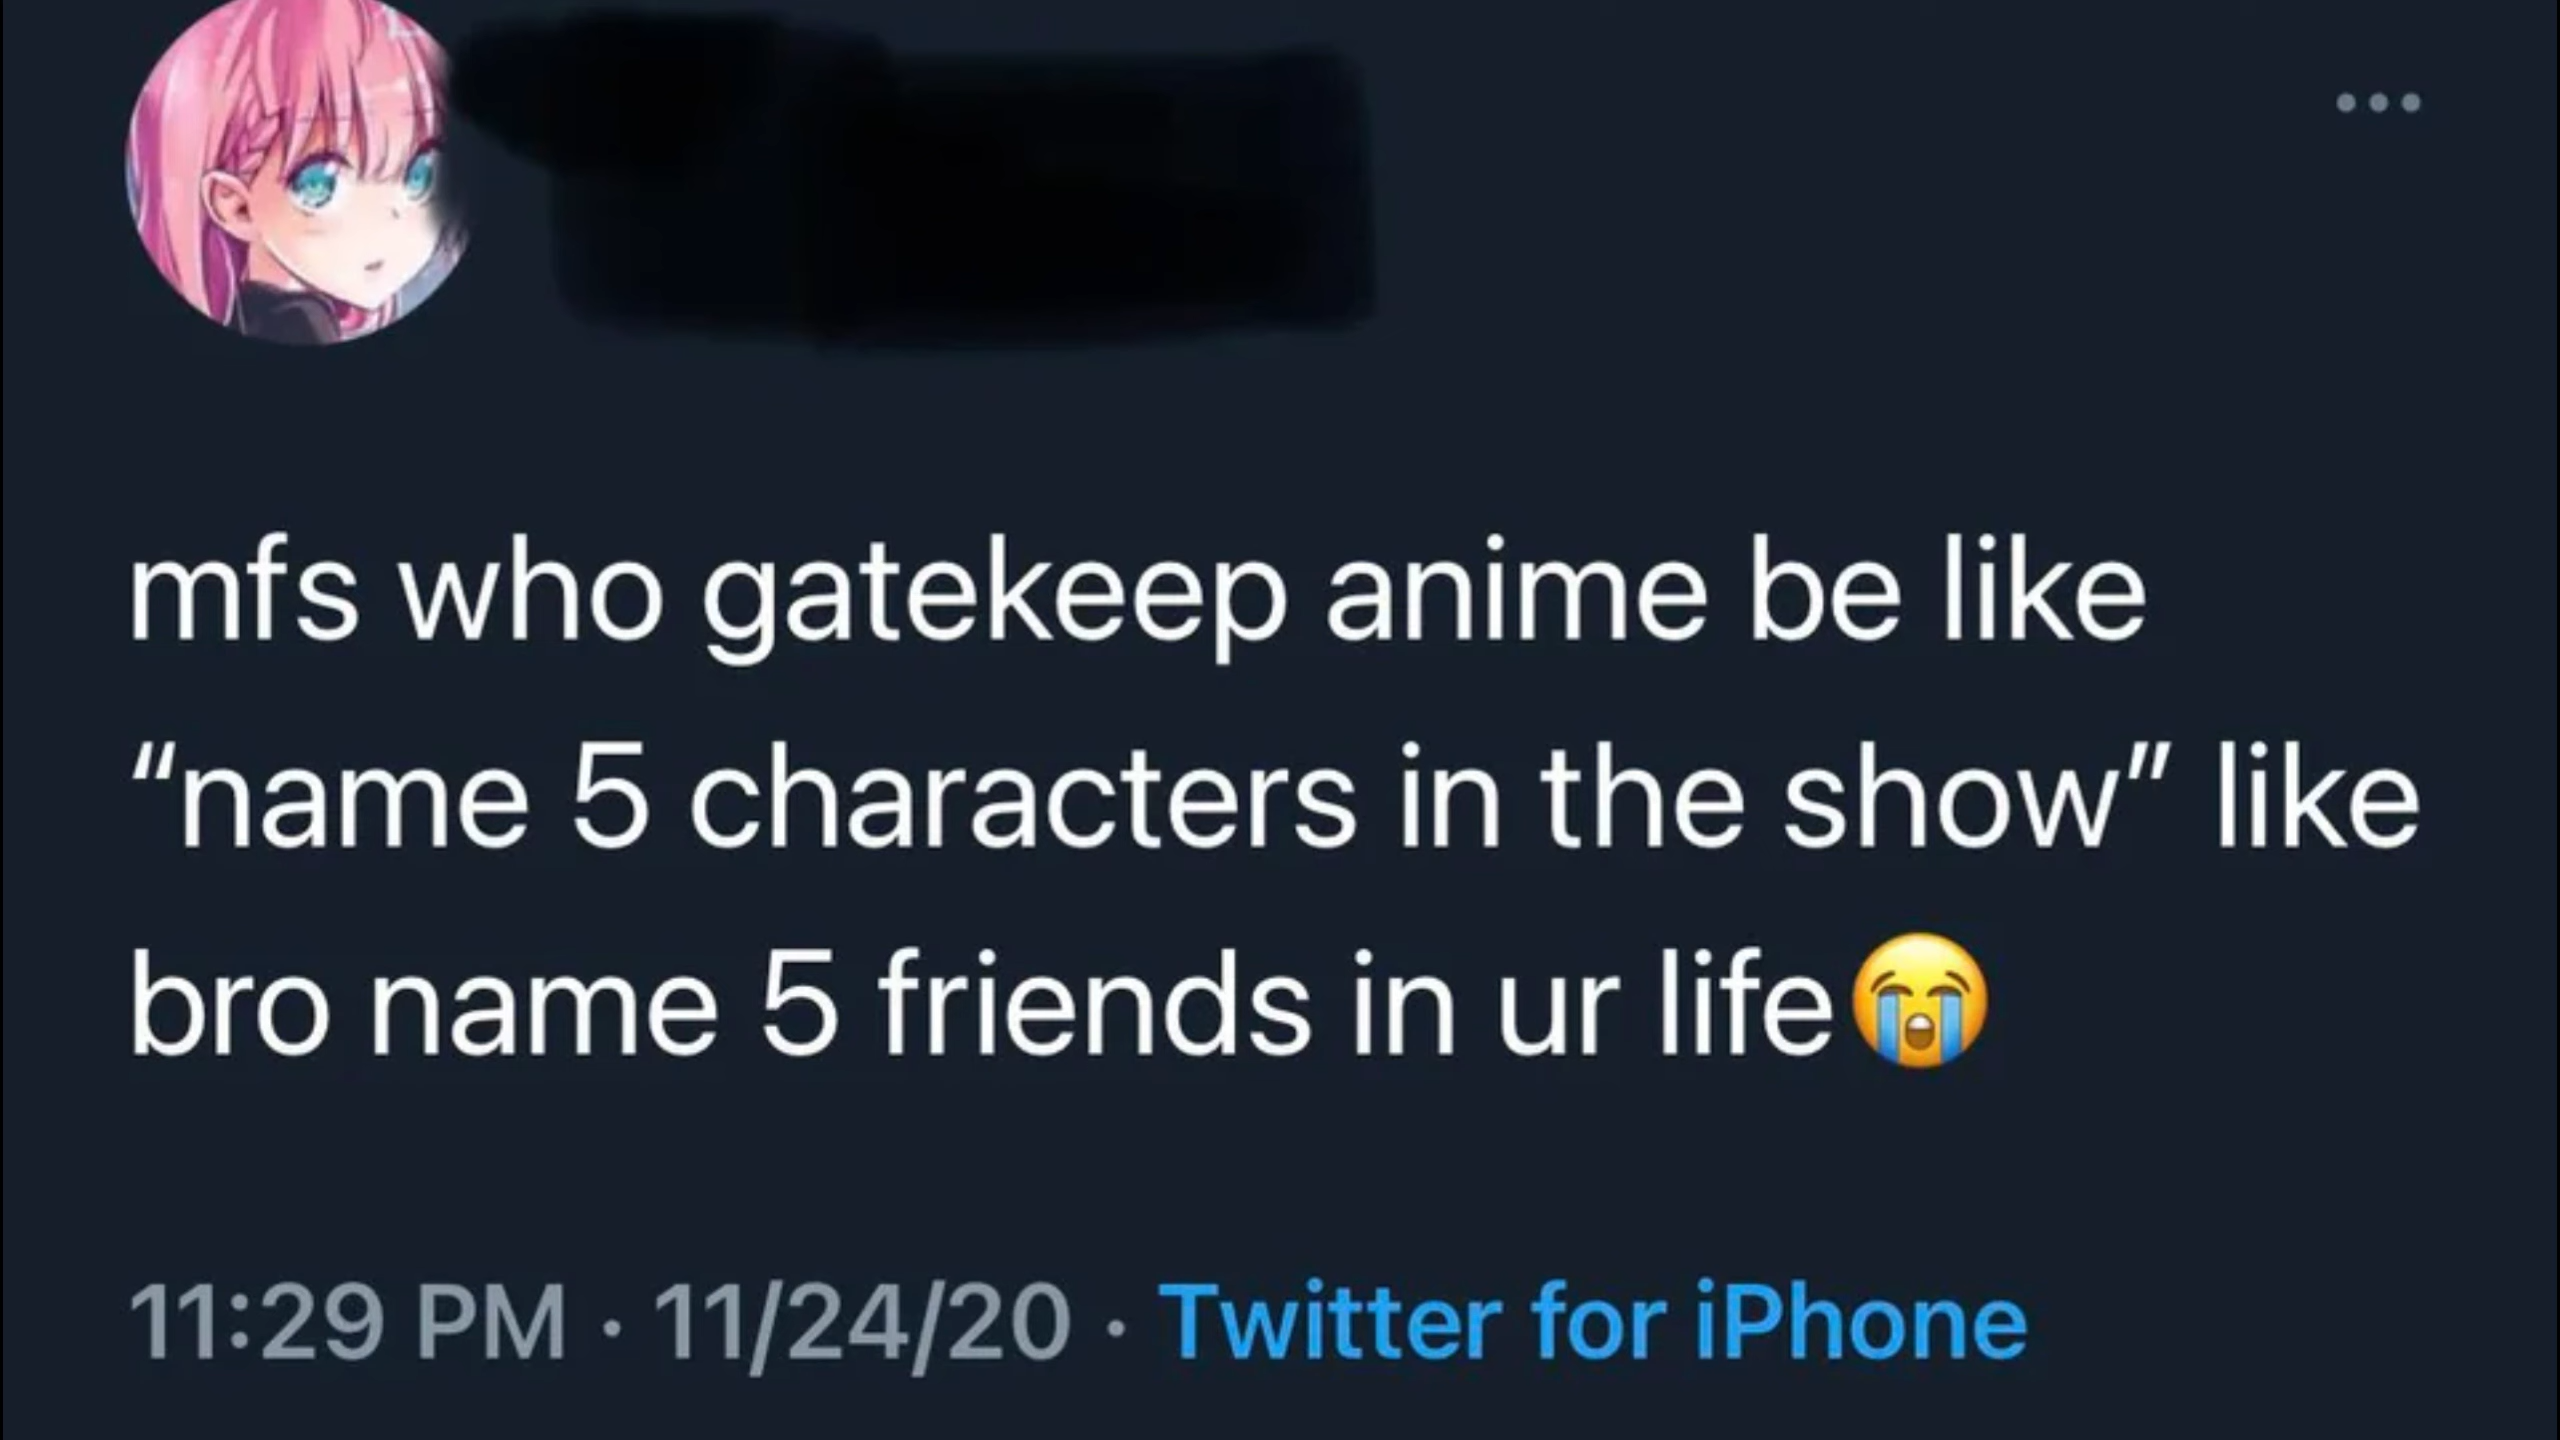 mfs who gatekeep anime be like
“name 5 characters in the show” like
bro name 5 friends in ur life😭
11:29 PM · 11/24/20 · Twitter for iPhone